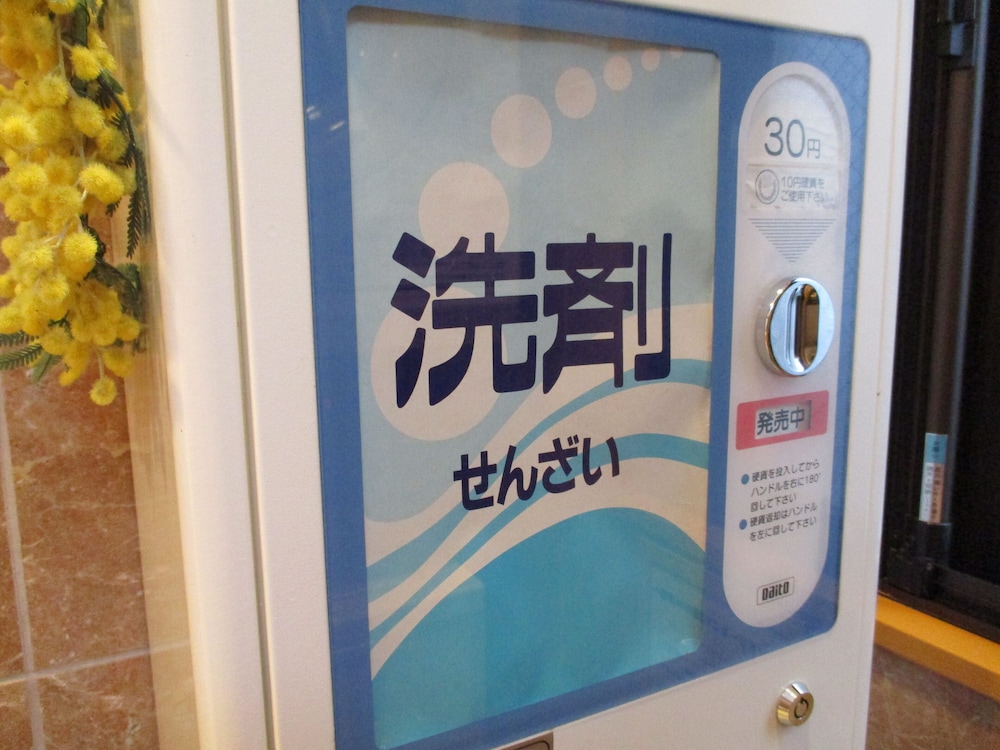 洗剤
せんざい
30円
10円硬貨を
ご使用下さい
発売中
●硬貨を投入してから
ハンドルを右に180°
回して下さい
●硬貨返却はハンドル
を左に回して下さい
Daito